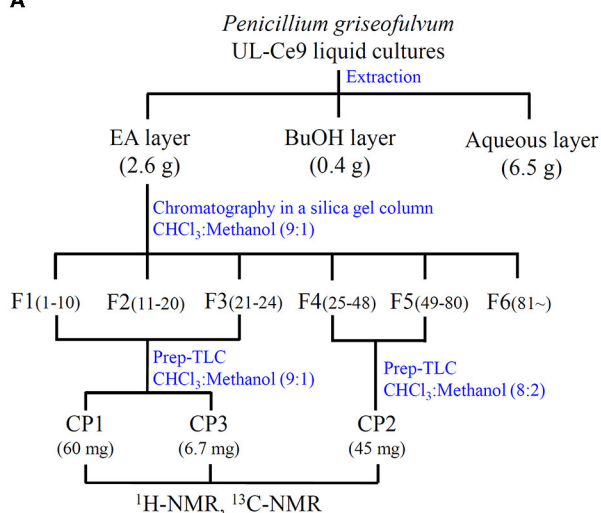 A
Penicillium griseofulvum
UL-Ce9 liquid cultures
Extraction
EA layer
(2.6 g)
BuOH layer
(0.4 g)
Aqueous layer
(6.5 g)
Chromatography in a silica gel column
CHCl₃:Methanol (9:1)
F1(1-10) F2(11-20) F3(21-24) F4(25-48) F5(49-80) F6(81~)
Prep-TLC
CHCl₃:Methanol (9:1)
Prep-TLC
CHCl₃:Methanol (8:2)
CP1
(60 mg)
CP3
(6.7 mg)
CP2
(45 mg)
¹H-NMR, ¹³C-NMR